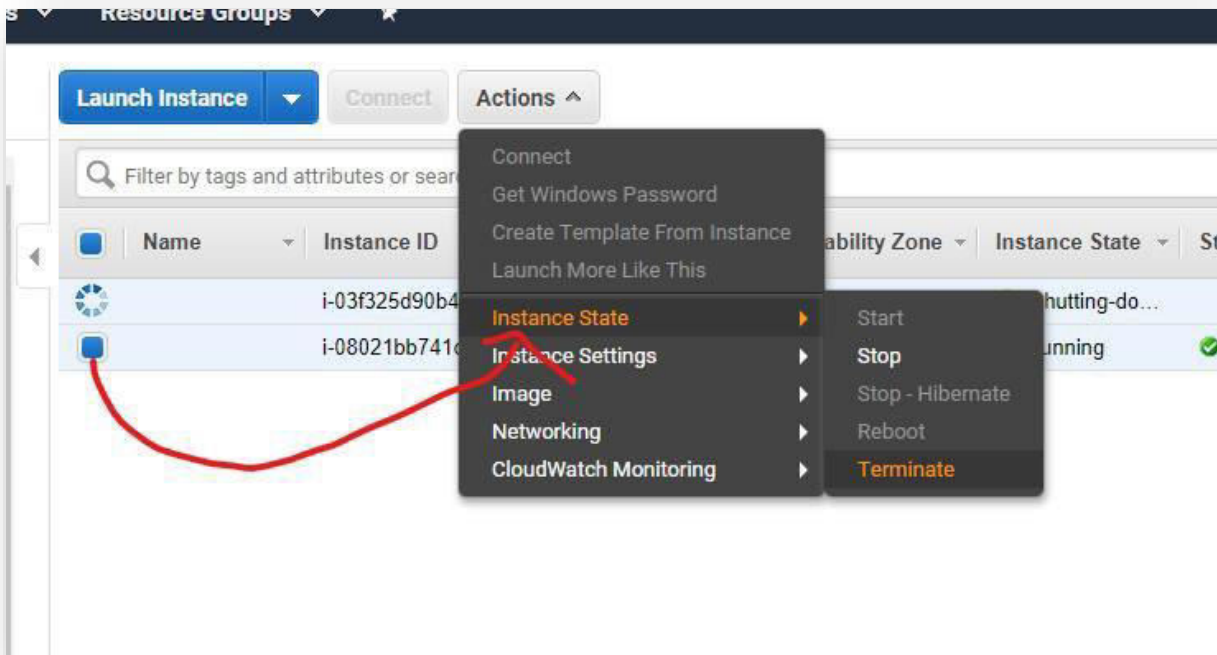 Resource Groups
Launch Instance Connect Actions
Filter by tags and attributes or sear
Connect
Get Windows Password
Create Template From Instance
Launch More Like This
Name Instance ID ability Zone Instance State St
i-03f325d90b4 hutting-do...
i-08021bb741 unning
Instance State
Instance Settings
Image
Networking
CloudWatch Monitoring
Start
Stop
Stop - Hibernate
Reboot
Terminate